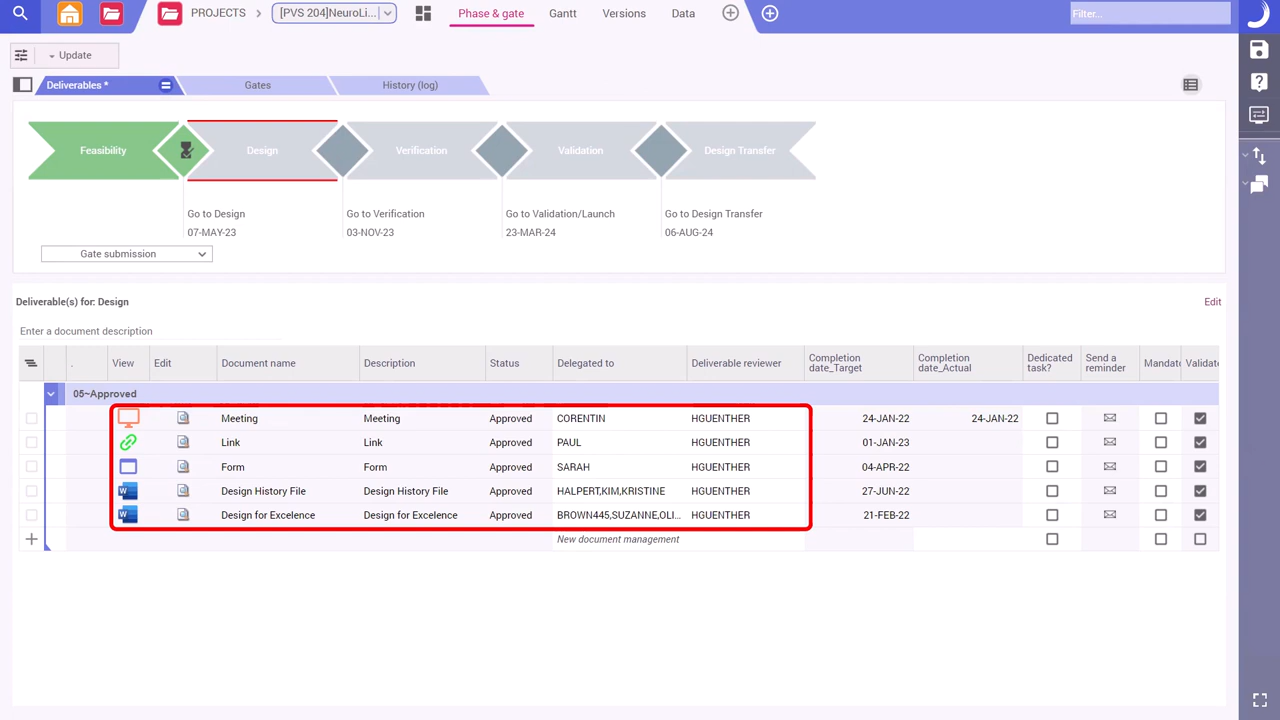 PROJECTS
[PVS 204]NeuroLi...
Phase & gate
Gantt
Versions
Data
Filter...
Update
Deliverables *
Gates
History (log)
Feasibility
Design
Verification
Validation
Design Transfer
Go to Design
07-MAY-23
Go to Verification
03-NOV-23
Go to Validation/Launch
23-MAR-24
Go to Design Transfer
06-AUG-24
Gate submission
Deliverable(s) for: Design
Edit
Enter a document description
. View Edit Document name Description Status Delegated to Deliverable reviewer Completion date_Target Completion date_Actual Dedicated task? Send a reminder Mandato Validate
05~Approved
Meeting Meeting Approved CORENTIN HGUENTHER 24-JAN-22 24-JAN-22
Link Link Approved PAUL HGUENTHER 01-JAN-23
Form Form Approved SARAH HGUENTHER 04-APR-22
W Design History File Design History File Approved HALPERT,KIM,KRISTINE HGUENTHER 27-JUN-22
W Design for Excelence Design for Excelence Approved BROWN445,SUZANNE,OLI... HGUENTHER 21-FEB-22
New document management